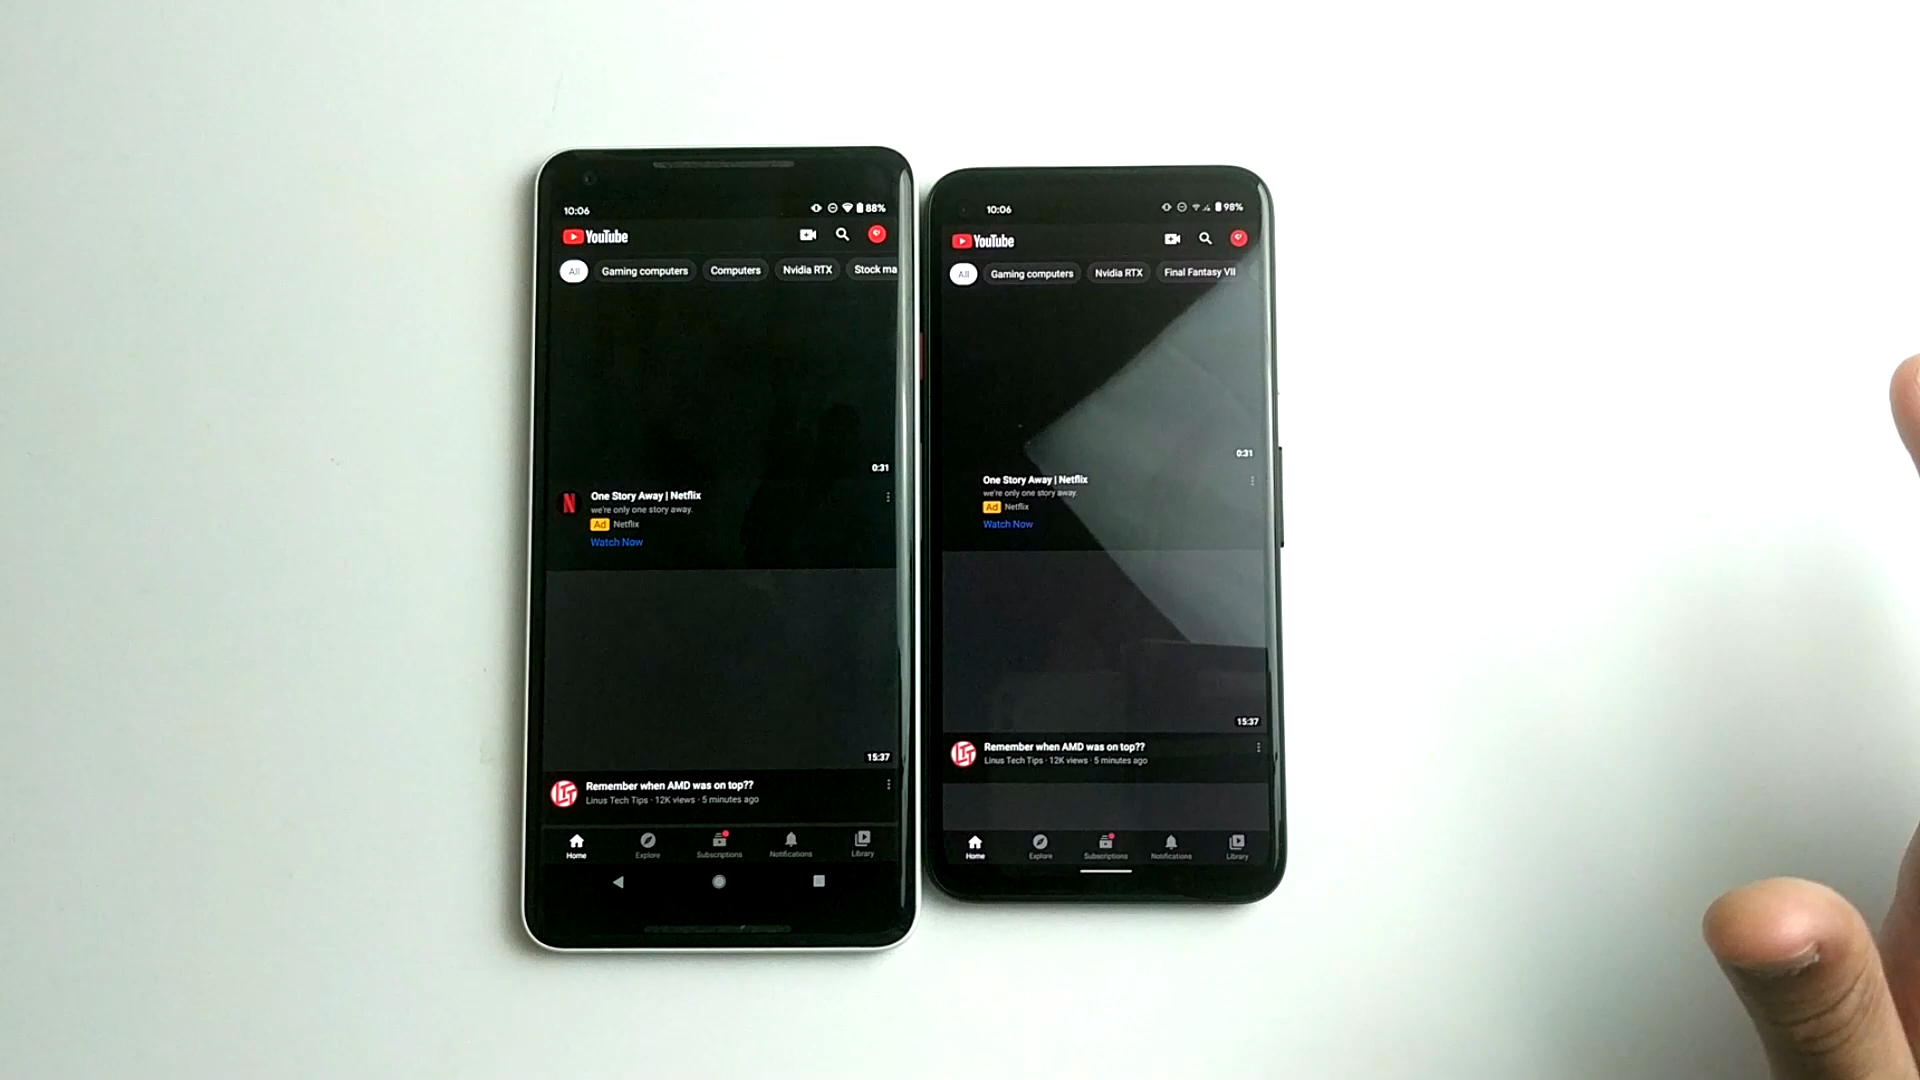 10:06
88%
YouTube
All
Gaming computers
Computers
Nvidia RTX
Stock ma
0:31
N
One Story Away | Netflix
we're only one story away.
Ad Netflix
Watch Now
15:37
LTT
Remember when AMD was on top??
Linus Tech Tips · 12K views · 5 minutes ago
Home
Explore
Subscriptions
Notifications
Library
10:06
98%
YouTube
All
Gaming computers
Nvidia RTX
Final Fantasy VII
0:31
One Story Away | Netflix
we're only one story away.
Ad Netflix
Watch Now
15:37
LTT
Remember when AMD was on top??
Linus Tech Tips · 12K views · 5 minutes ago
Home
Explore
Subscriptions
Notifications
Library